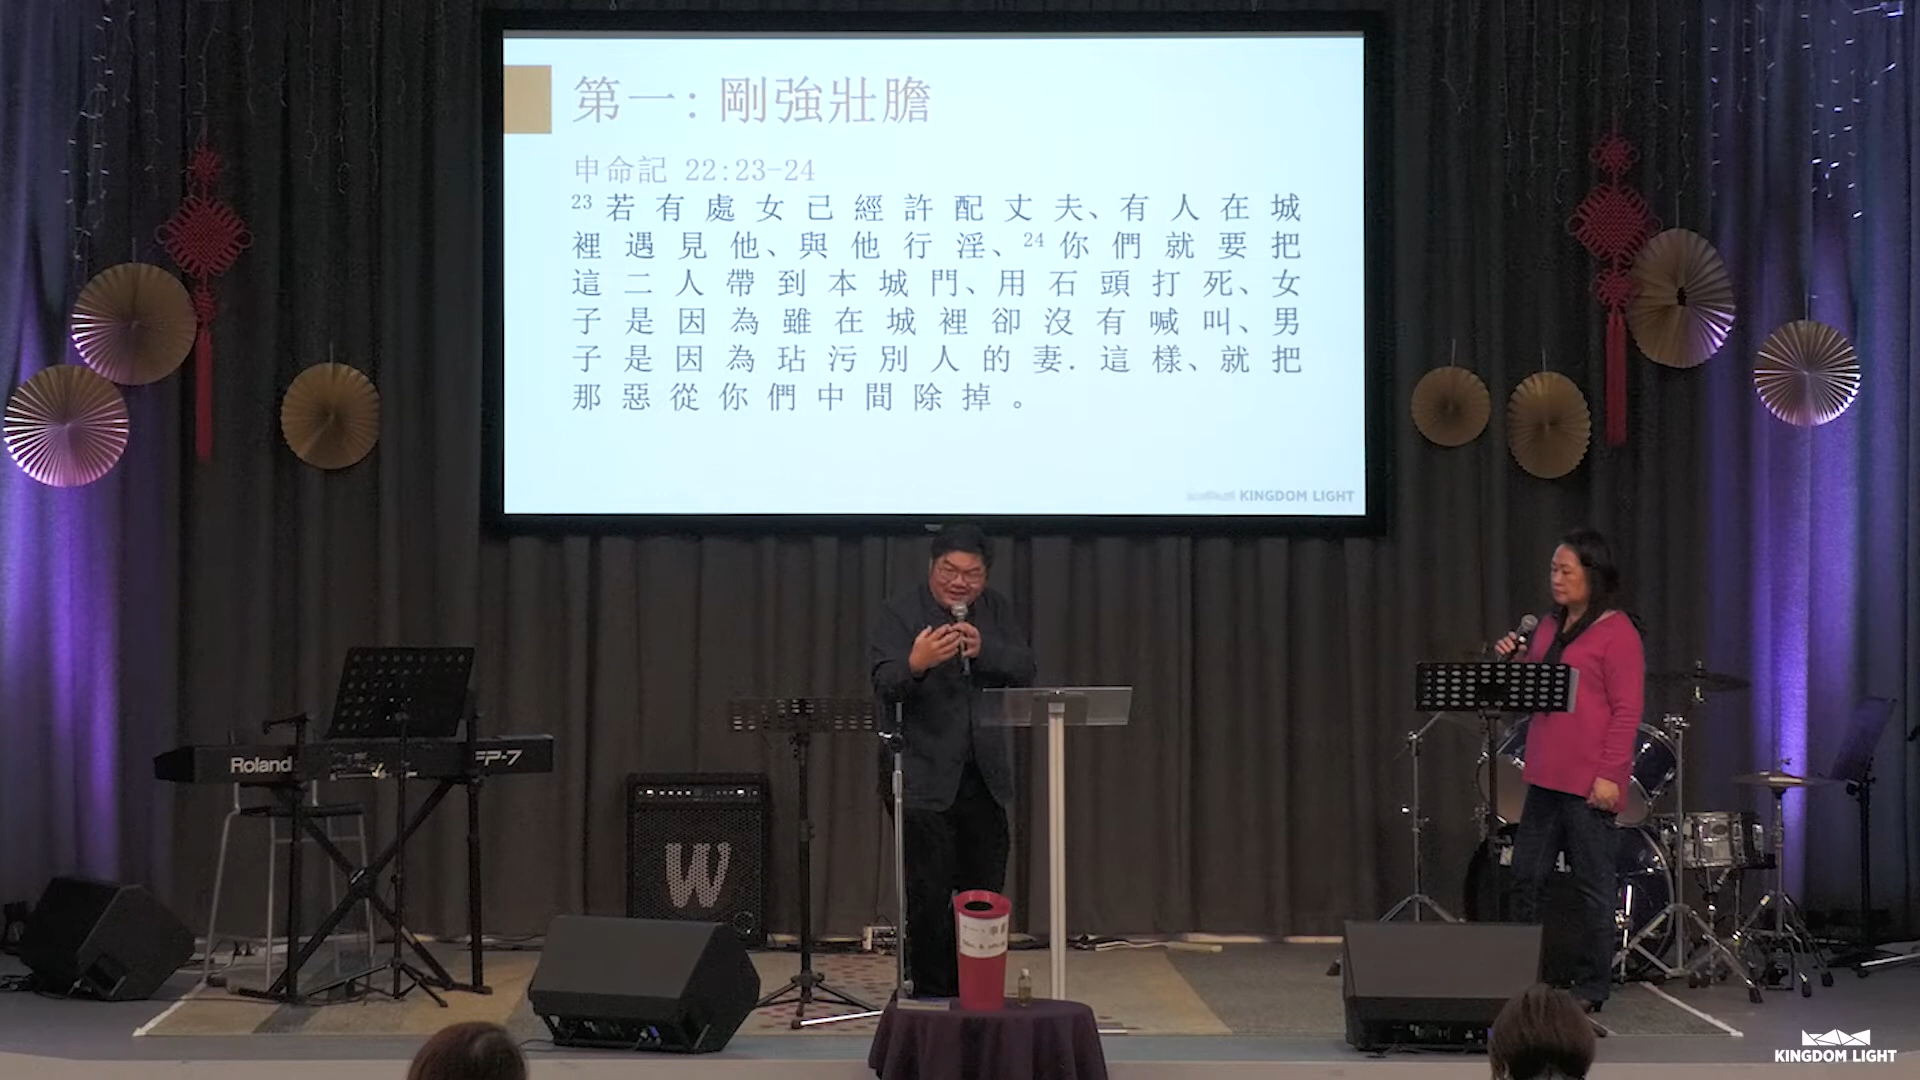 第一：剛強壯膽
申命記 22:23-24
23 若有處女已經許配丈夫、有人在城
裡遇見他、與他行淫、24 你們就要把
這二人帶到本城門、用石頭打死、女
子是因為雖在城裡卻沒有喊叫、男
子是因為玷污別人的妻．這樣、就把
那惡從你們中間除掉。
KINGDOM LIGHT
Roland
FP-7
W
KINGDOM LIGHT